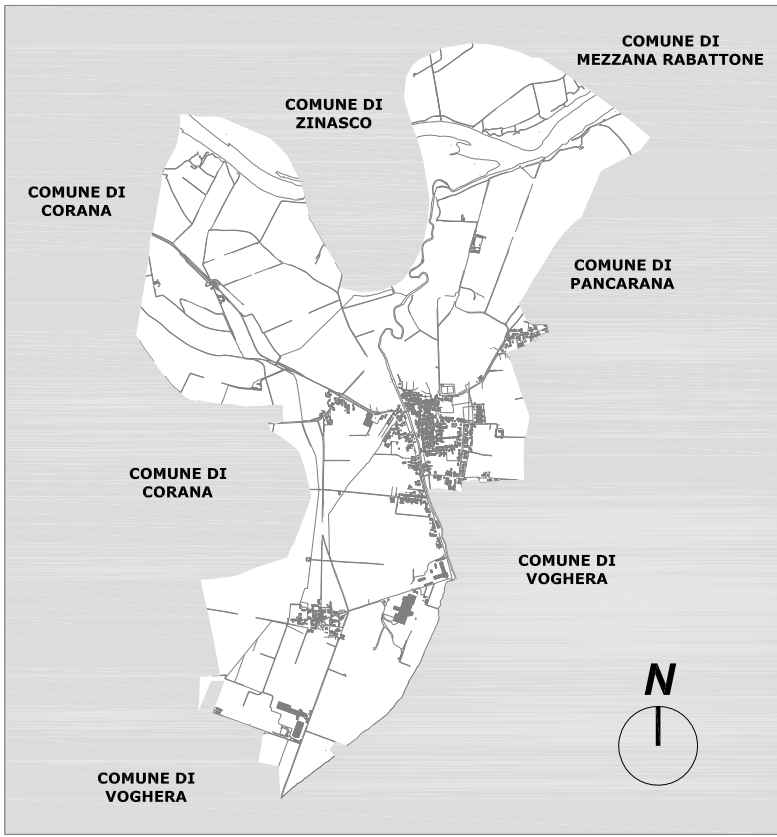 COMUNE DI
MEZZANA RABATTONE
COMUNE DI
ZINASCO
COMUNE DI
CORANA
COMUNE DI
PANCARANA
COMUNE DI
CORANA
COMUNE DI
VOGHERA
N
COMUNE DI
VOGHERA